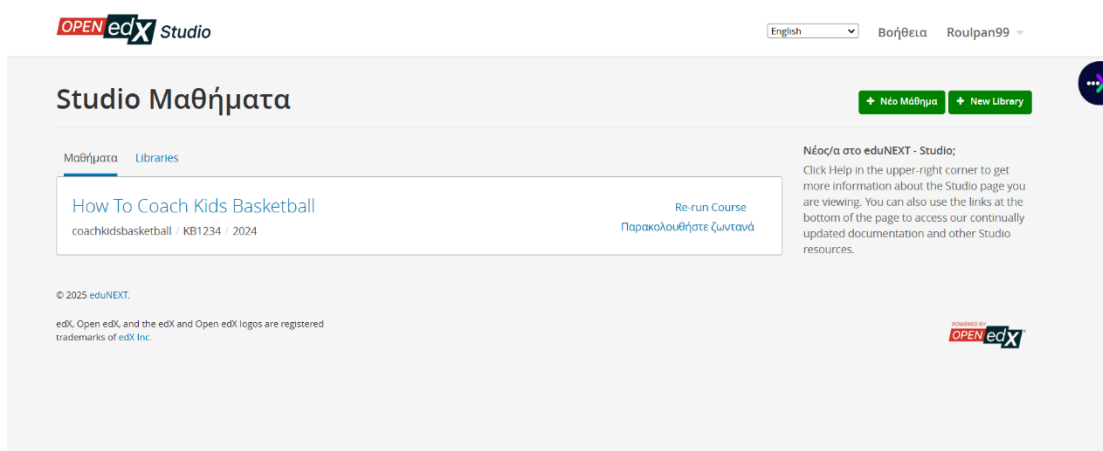 OPEN edX Studio
English
Βοήθεια
Roulpan99
Studio Μαθήματα
+ Νέο Μάθημα
+ New Library
Μαθήματα
Libraries
How To Coach Kids Basketball
coachkidsbasketball / KB1234 / 2024
Re-run Course
Παρακολουθήστε ζωντανά
Νέος/α στο eduNEXT - Studio;
Click Help in the upper-right corner to get
more information about the Studio page you
are viewing. You can also use the links at the
bottom of the page to access our continually
updated documentation and other Studio
resources.
© 2025 eduNEXT.
edX, Open edX, and the edX and Open edX logos are registered
trademarks of edX Inc.
POWERED BY
OPEN edX